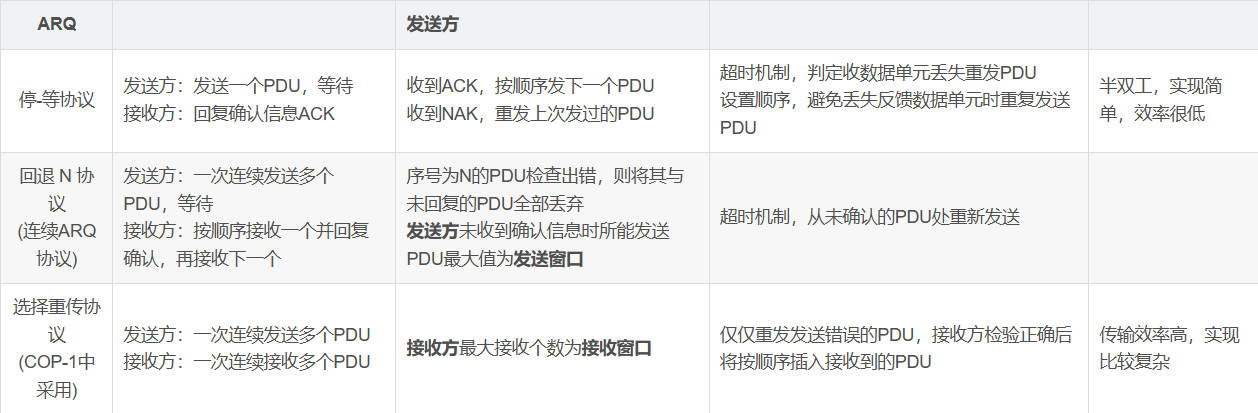 ARQ
发送方
停-等协议
发送方：发送一个PDU，等待
接收方：回复确认信息ACK
收到ACK，按顺序发下一个PDU
收到NAK，重发上次发过的PDU
超时机制，判定收数据单元丢失重发PDU
设置顺序，避免丢失反馈数据单元时重复发送
PDU
半双工，实现简
单，效率很低
回退 N 协
议
(连续ARQ
协议)
发送方：一次连续发送多个
PDU，等待
接收方：按顺序接收一个并回复
确认，再接收下一个
序号为N的PDU检查出错，则将其与
未回复的PDU全部丢弃
发送方未收到确认信息时所能发送
PDU最大值为发送窗口
超时机制，从未确认的PDU处重新发送
选择重传协
议
(COP-1中
采用)
发送方：一次连续发送多个PDU
接收方：一次连续接收多个PDU
接收方最大接收个数为接收窗口
仅仅重发发送错误的PDU，接收方检验正确后
将按顺序插入接收到的PDU
传输效率高，实现
比较复杂